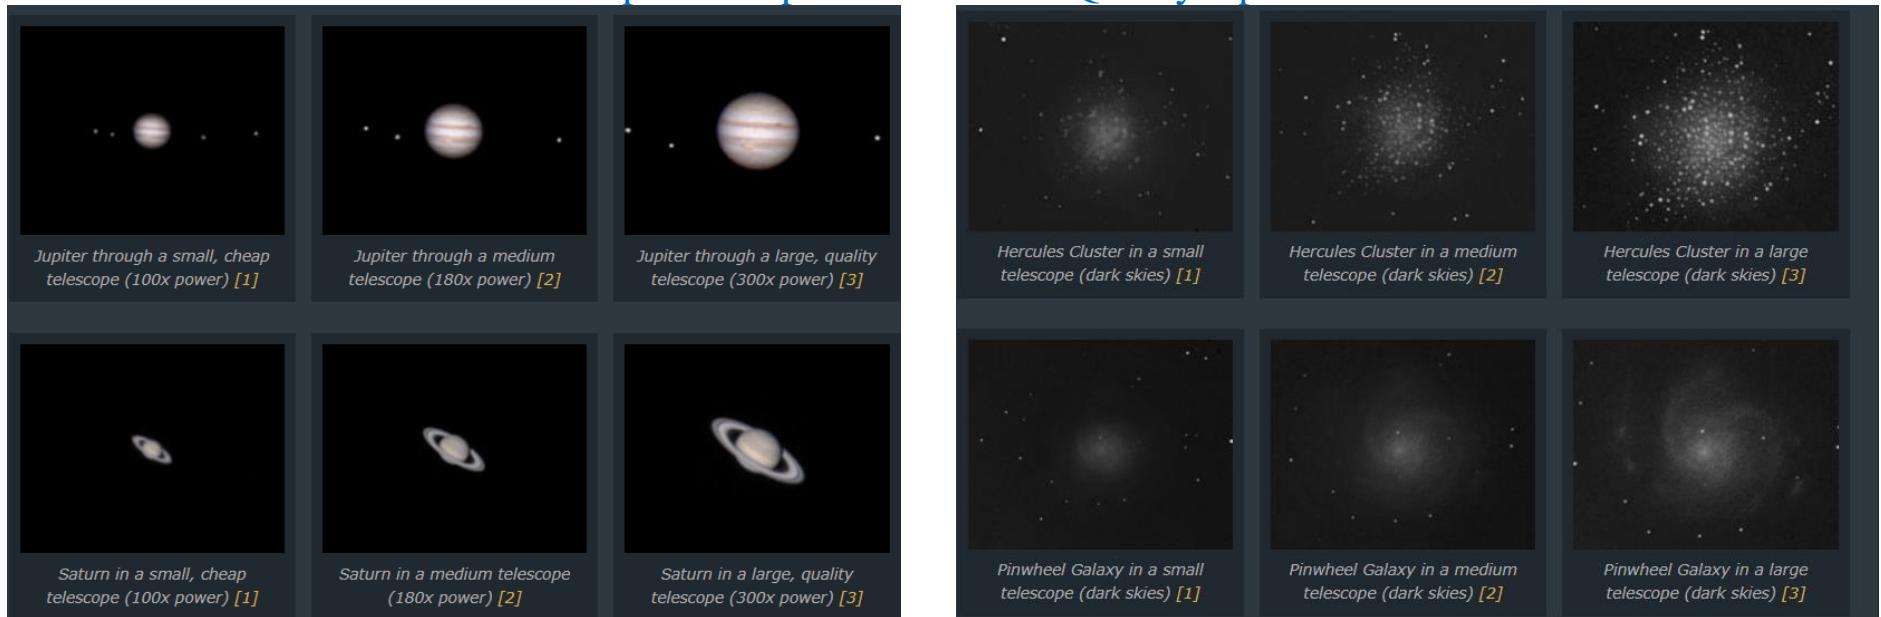 Jupiter through a small, cheap
telescope (100x power) [1]
Jupiter through a medium
telescope (180x power) [2]
Jupiter through a large, quality
telescope (300x power) [3]
Saturn in a small, cheap
telescope (100x power) [1]
Saturn in a medium telescope
(180x power) [2]
Saturn in a large, quality
telescope (300x power) [3]
Hercules Cluster in a small
telescope (dark skies) [1]
Hercules Cluster in a medium
telescope (dark skies) [2]
Hercules Cluster in a large
telescope (dark skies) [3]
Pinwheel Galaxy in a small
telescope (dark skies) [1]
Pinwheel Galaxy in a medium
telescope (dark skies) [2]
Pinwheel Galaxy in a large
telescope (dark skies) [3]